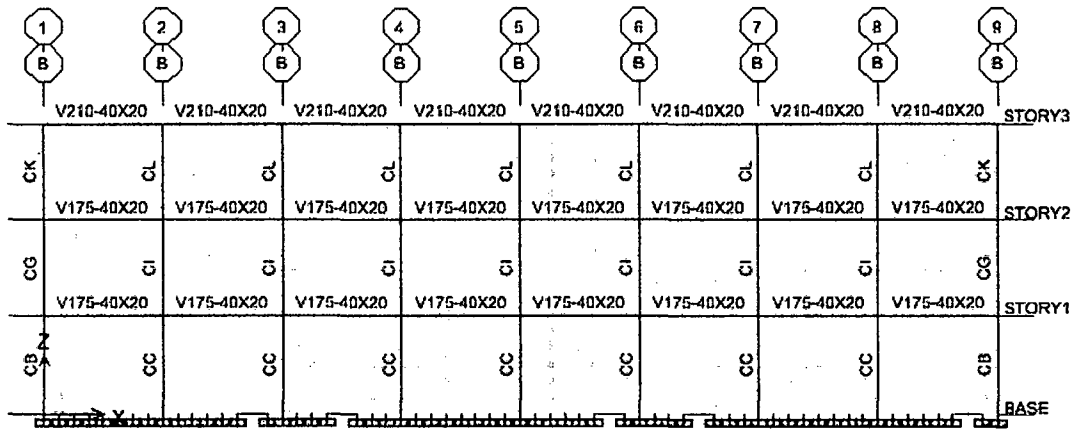 1 2 3 4 5 6 7 8 9
B B B B B B B B B
V210-40X20 V210-40X20 V210-40X20 V210-40X20 V210-40X20 V210-40X20 V210-40X20 V210-40X20 STORY3
CK CL CL CL CL CL CL CL CK
V175-40X20 V175-40X20 V175-40X20 V175-40X20 V175-40X20 V175-40X20 V175-40X20 V175-40X20 STORY2
CG CI CI CI CI CI CI CI CG
V175-40X20 V175-40X20 V175-40X20 V175-40X20 V175-40X20 V175-40X20 V175-40X20 V175-40X20 STORY1
Z
CB CC CC CC CC CC CC CC CB
X BASE